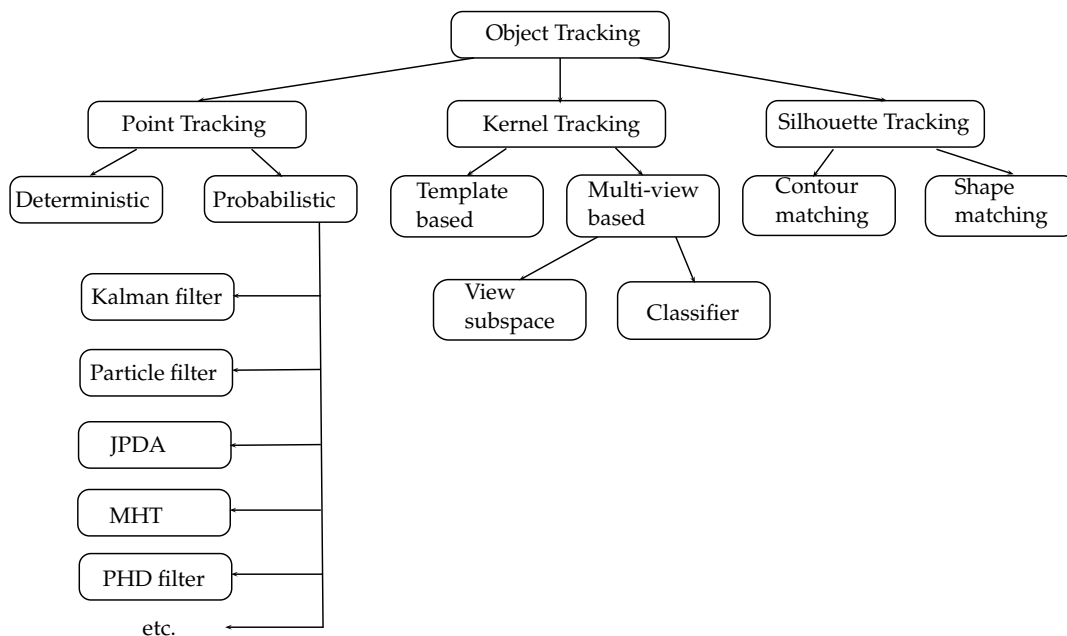 Object Tracking
Point Tracking
Kernel Tracking
Silhouette Tracking
Deterministic
Probabilistic
Template
based
Multi-view
based
Contour
matching
Shape
matching
Kalman filter
View
subspace
Classifier
Particle filter
JPDA
MHT
PHD filter
etc.